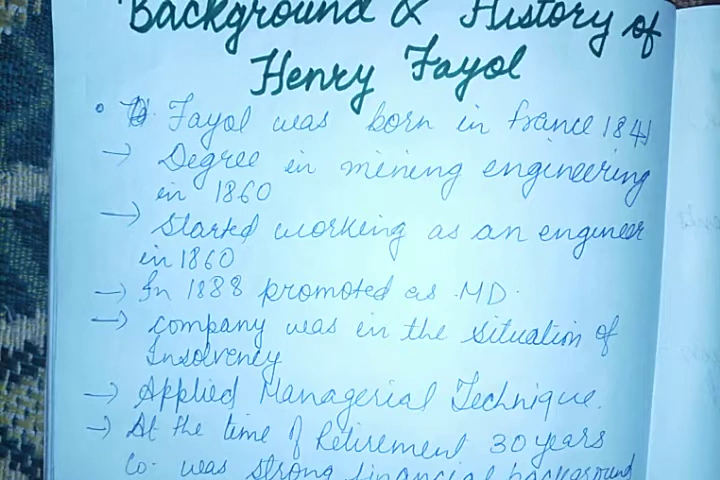 Background & History of
Henry Fayol
• Fayol was born in france 1841
→ Degree in mining engineering
in 1860
→ Started working as an engineer
in 1860
→ In 1888 promoted as MD.
→ company was in the situation of
Insolvency
→ Applied Managerial Technique.
→ At the time of Retirement 30 years
Co. was strong financial background